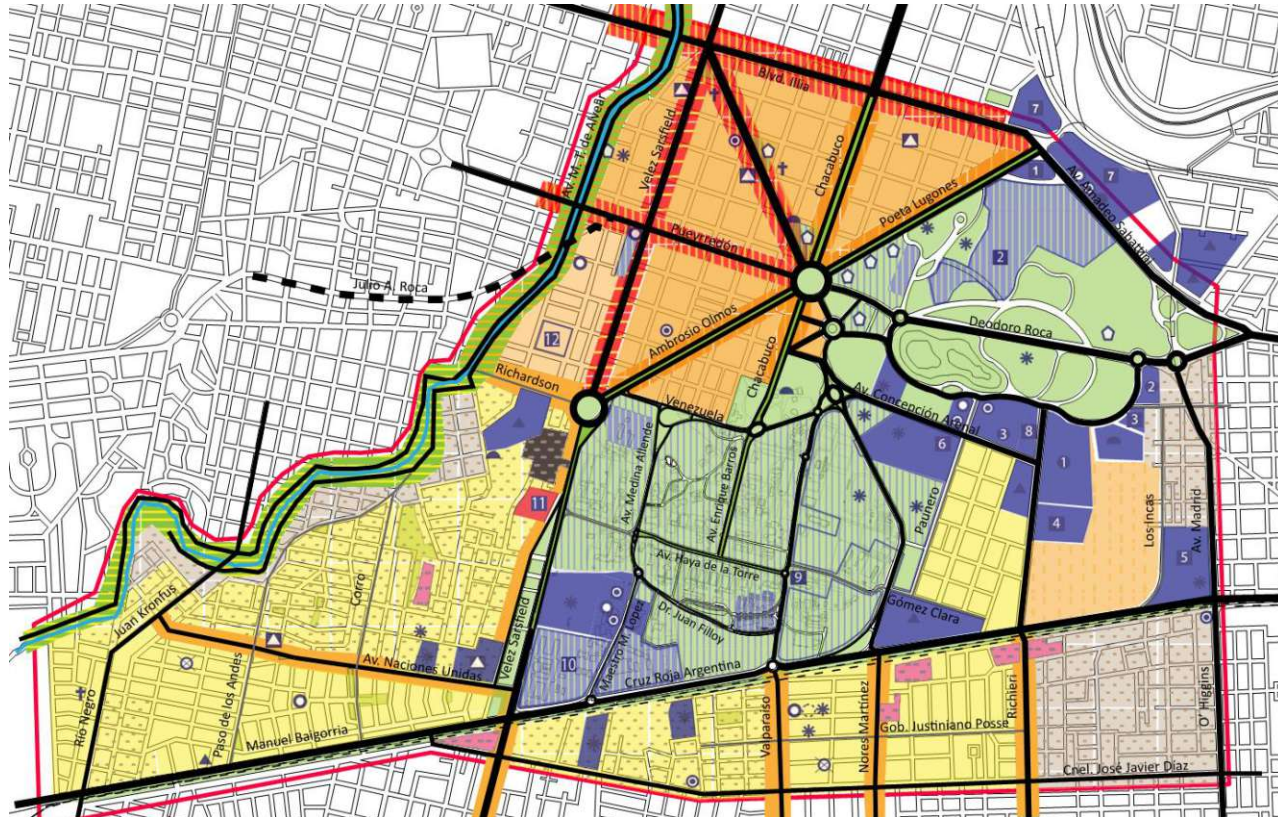 Blvd. Illia
7
Av. M. T. de Alvear
Velez Sarsfield
Chacabuco
1
7
Poeta Lugones
Av. Amadeo Sabattini
Pueyrredón
2
Julio A. Roca
12
Ambrosio Olmos
Deodoro Roca
Richardson
Chacabuco
Venezuela
Av. Concepción Arenal
2
3
8
3
6
1
Av. Medina Allende
Av. Enrique Barros
Paunero
Los Incas
Av. Madrid
11
4
Av. Haya de la Torre
5
9
Corro
Dr. Juan Filloy
Gómez Clara
Juan Kronfus
Velez Sarsfield
Maestro M. Lopez
10
Av. Naciones Unidas
Cruz Roja Argentina
Rio Negro
Paso de los Andes
Manuel Baigorria
Valparaiso
Nores Martinez
Gob. Justiniano Posse
Richieri
O' Higgins
Cnel. José Javier Diaz